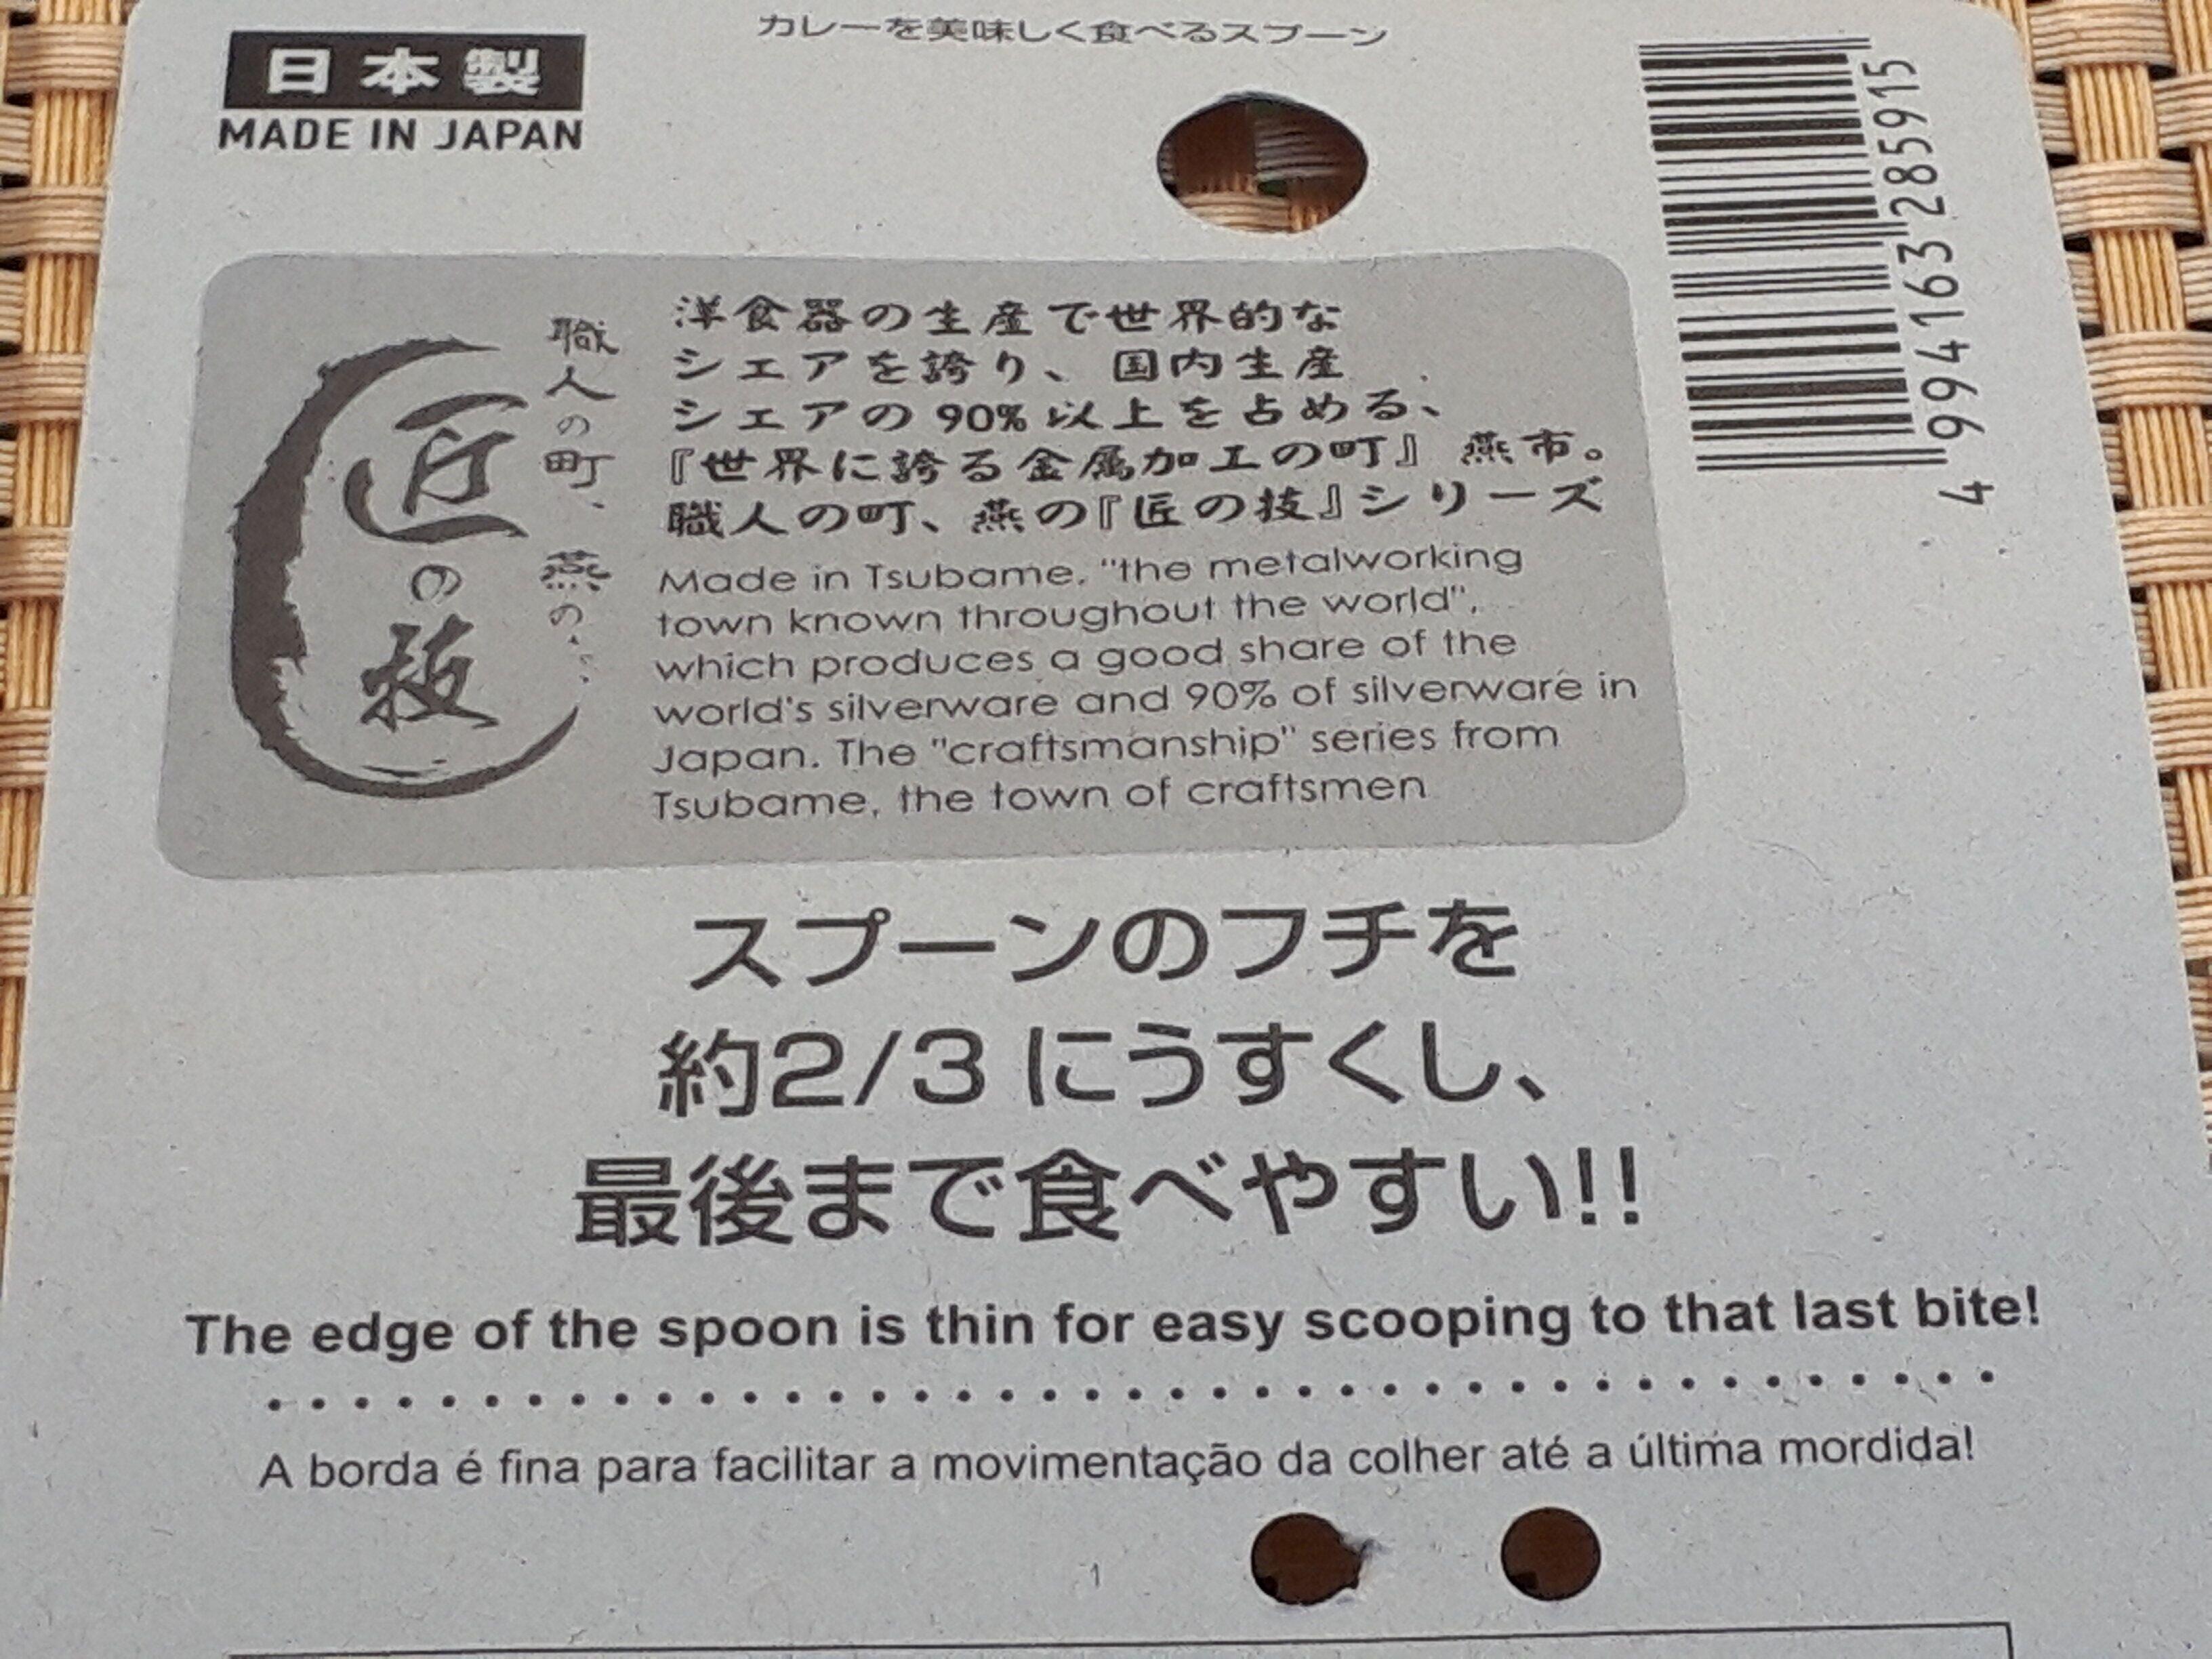 カレーを美味しく食べるスプーン
日本製
MADE IN JAPAN
4994163285915
職人の町、燕の・・・
匠の技
洋食器の生産で世界的な
シェアを誇り、国内生産
シェアの90%以上を占める、
『世界に誇る金属加工の町』燕市。
職人の町、燕の『匠の技』シリーズ
Made in Tsubame, "the metalworking
town known throughout the world",
which produces a good share of the
world's silverware and 90% of silverware in
Japan. The "craftsmanship" series from
Tsubame, the town of craftsmen
スプーンのフチを
約2/3にうすくし、
最後まで食べやすい!!
The edge of the spoon is thin for easy scooping to that last bite!
A borda é fina para facilitar a movimentação da colher até a última mordida!